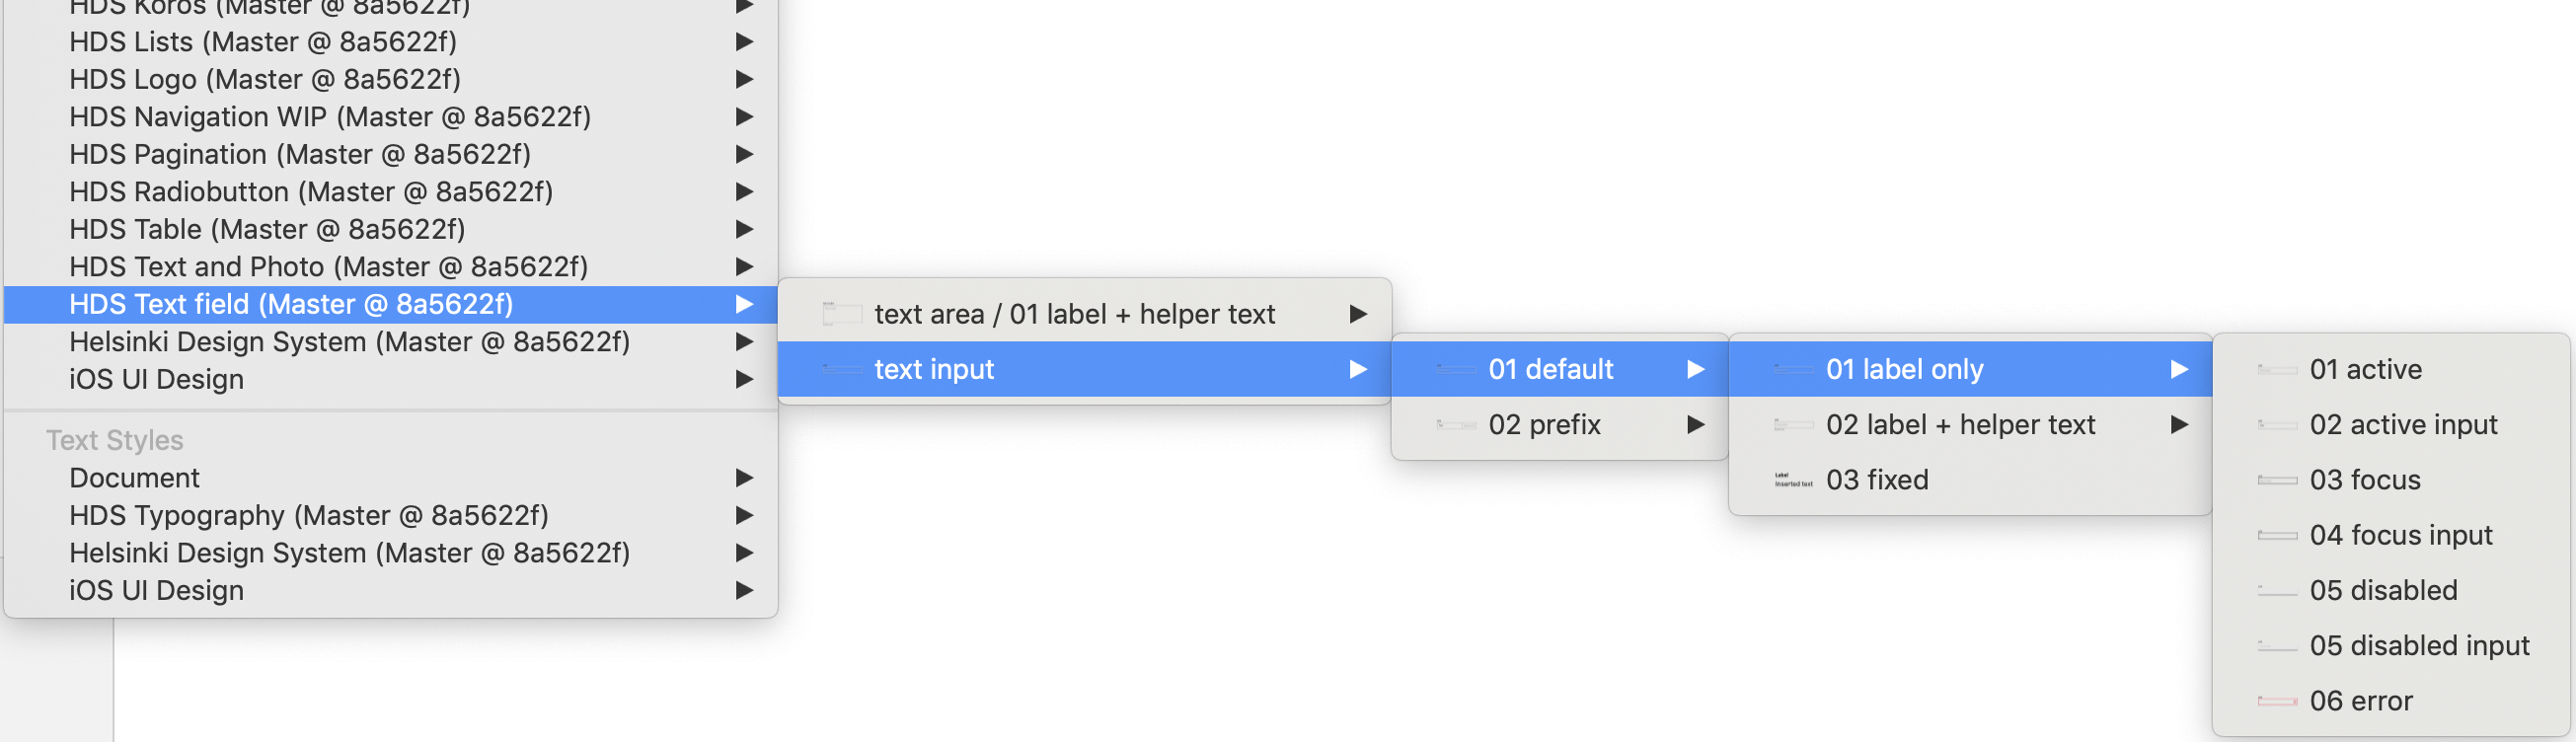 HDS Koros (Master @ 8a5622f)
HDS Lists (Master @ 8a5622f)
HDS Logo (Master @ 8a5622f)
HDS Navigation WIP (Master @ 8a5622f)
HDS Pagination (Master @ 8a5622f)
HDS Radiobutton (Master @ 8a5622f)
HDS Table (Master @ 8a5622f)
HDS Text and Photo (Master @ 8a5622f)
HDS Text field (Master @ 8a5622f)
Helsinki Design System (Master @ 8a5622f)
iOS UI Design
Text Styles
Document
HDS Typography (Master @ 8a5622f)
Helsinki Design System (Master @ 8a5622f)
iOS UI Design
text area / 01 label + helper text
text input
01 default
02 prefix
01 label only
02 label + helper text
Label
Inserted text
03 fixed
01 active
02 active input
03 focus
04 focus input
05 disabled
05 disabled input
06 error